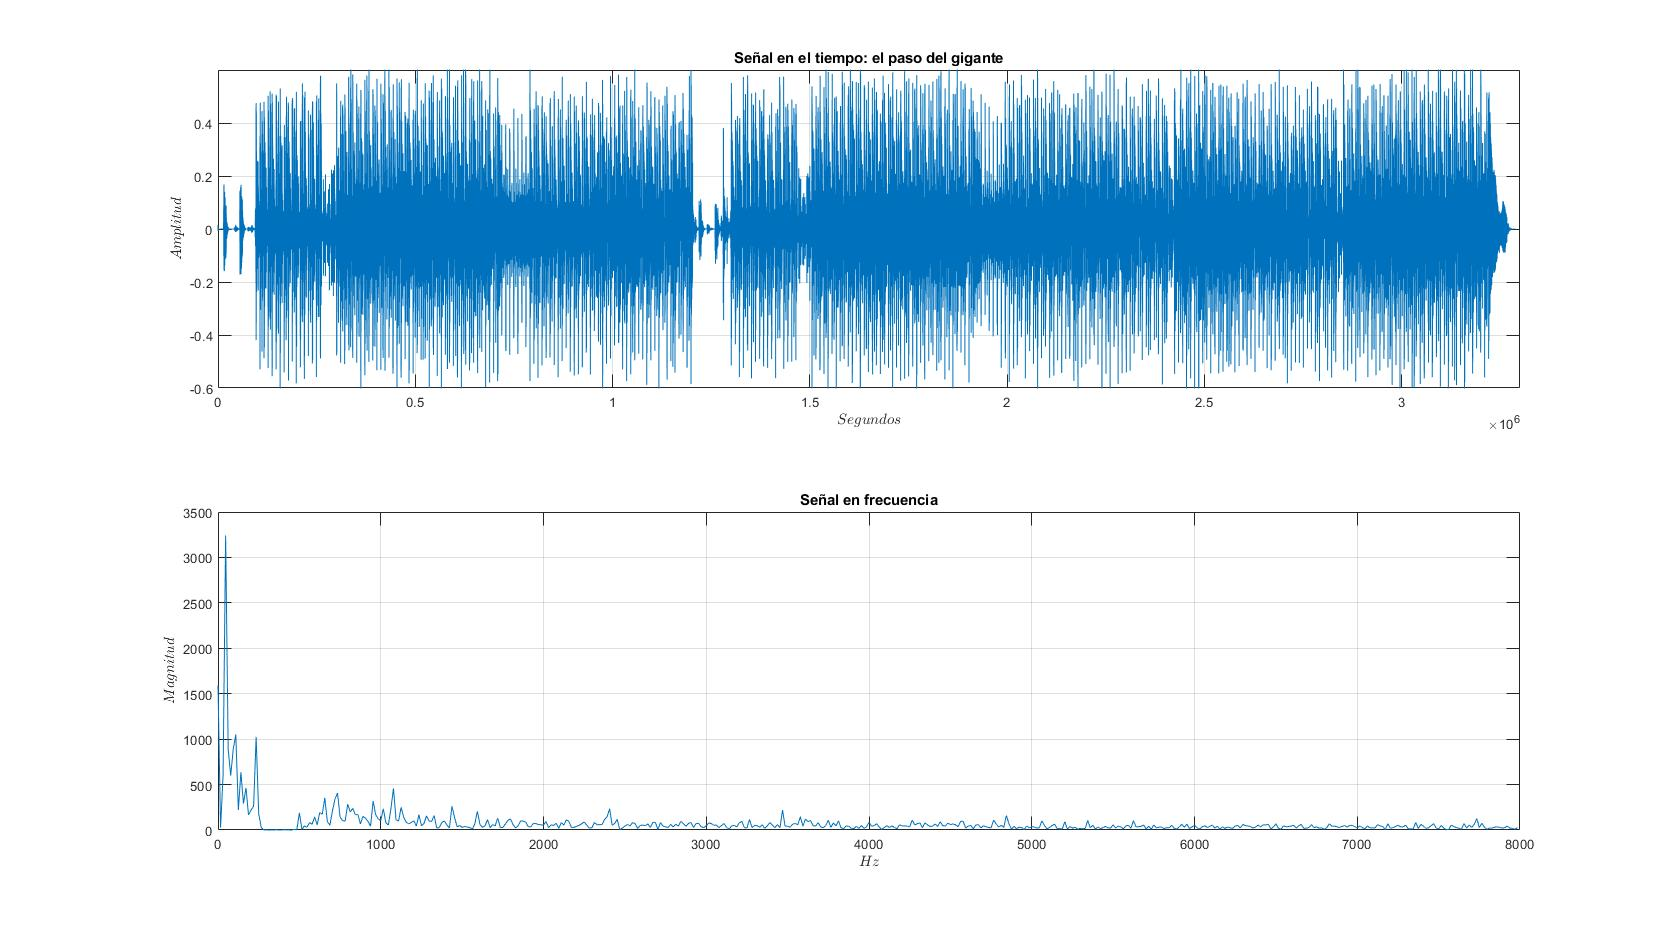 Señal en el tiempo: el paso del gigante
Amplitud
0.4
0.2
0
-0.2
-0.4
-0.6
0 0.5 1 1.5 2 2.5 3
Segundos
×10⁶
Señal en frecuencia
Magnitud
3500
3000
2500
2000
1500
1000
500
0
0 1000 2000 3000 4000 5000 6000 7000 8000
Hz